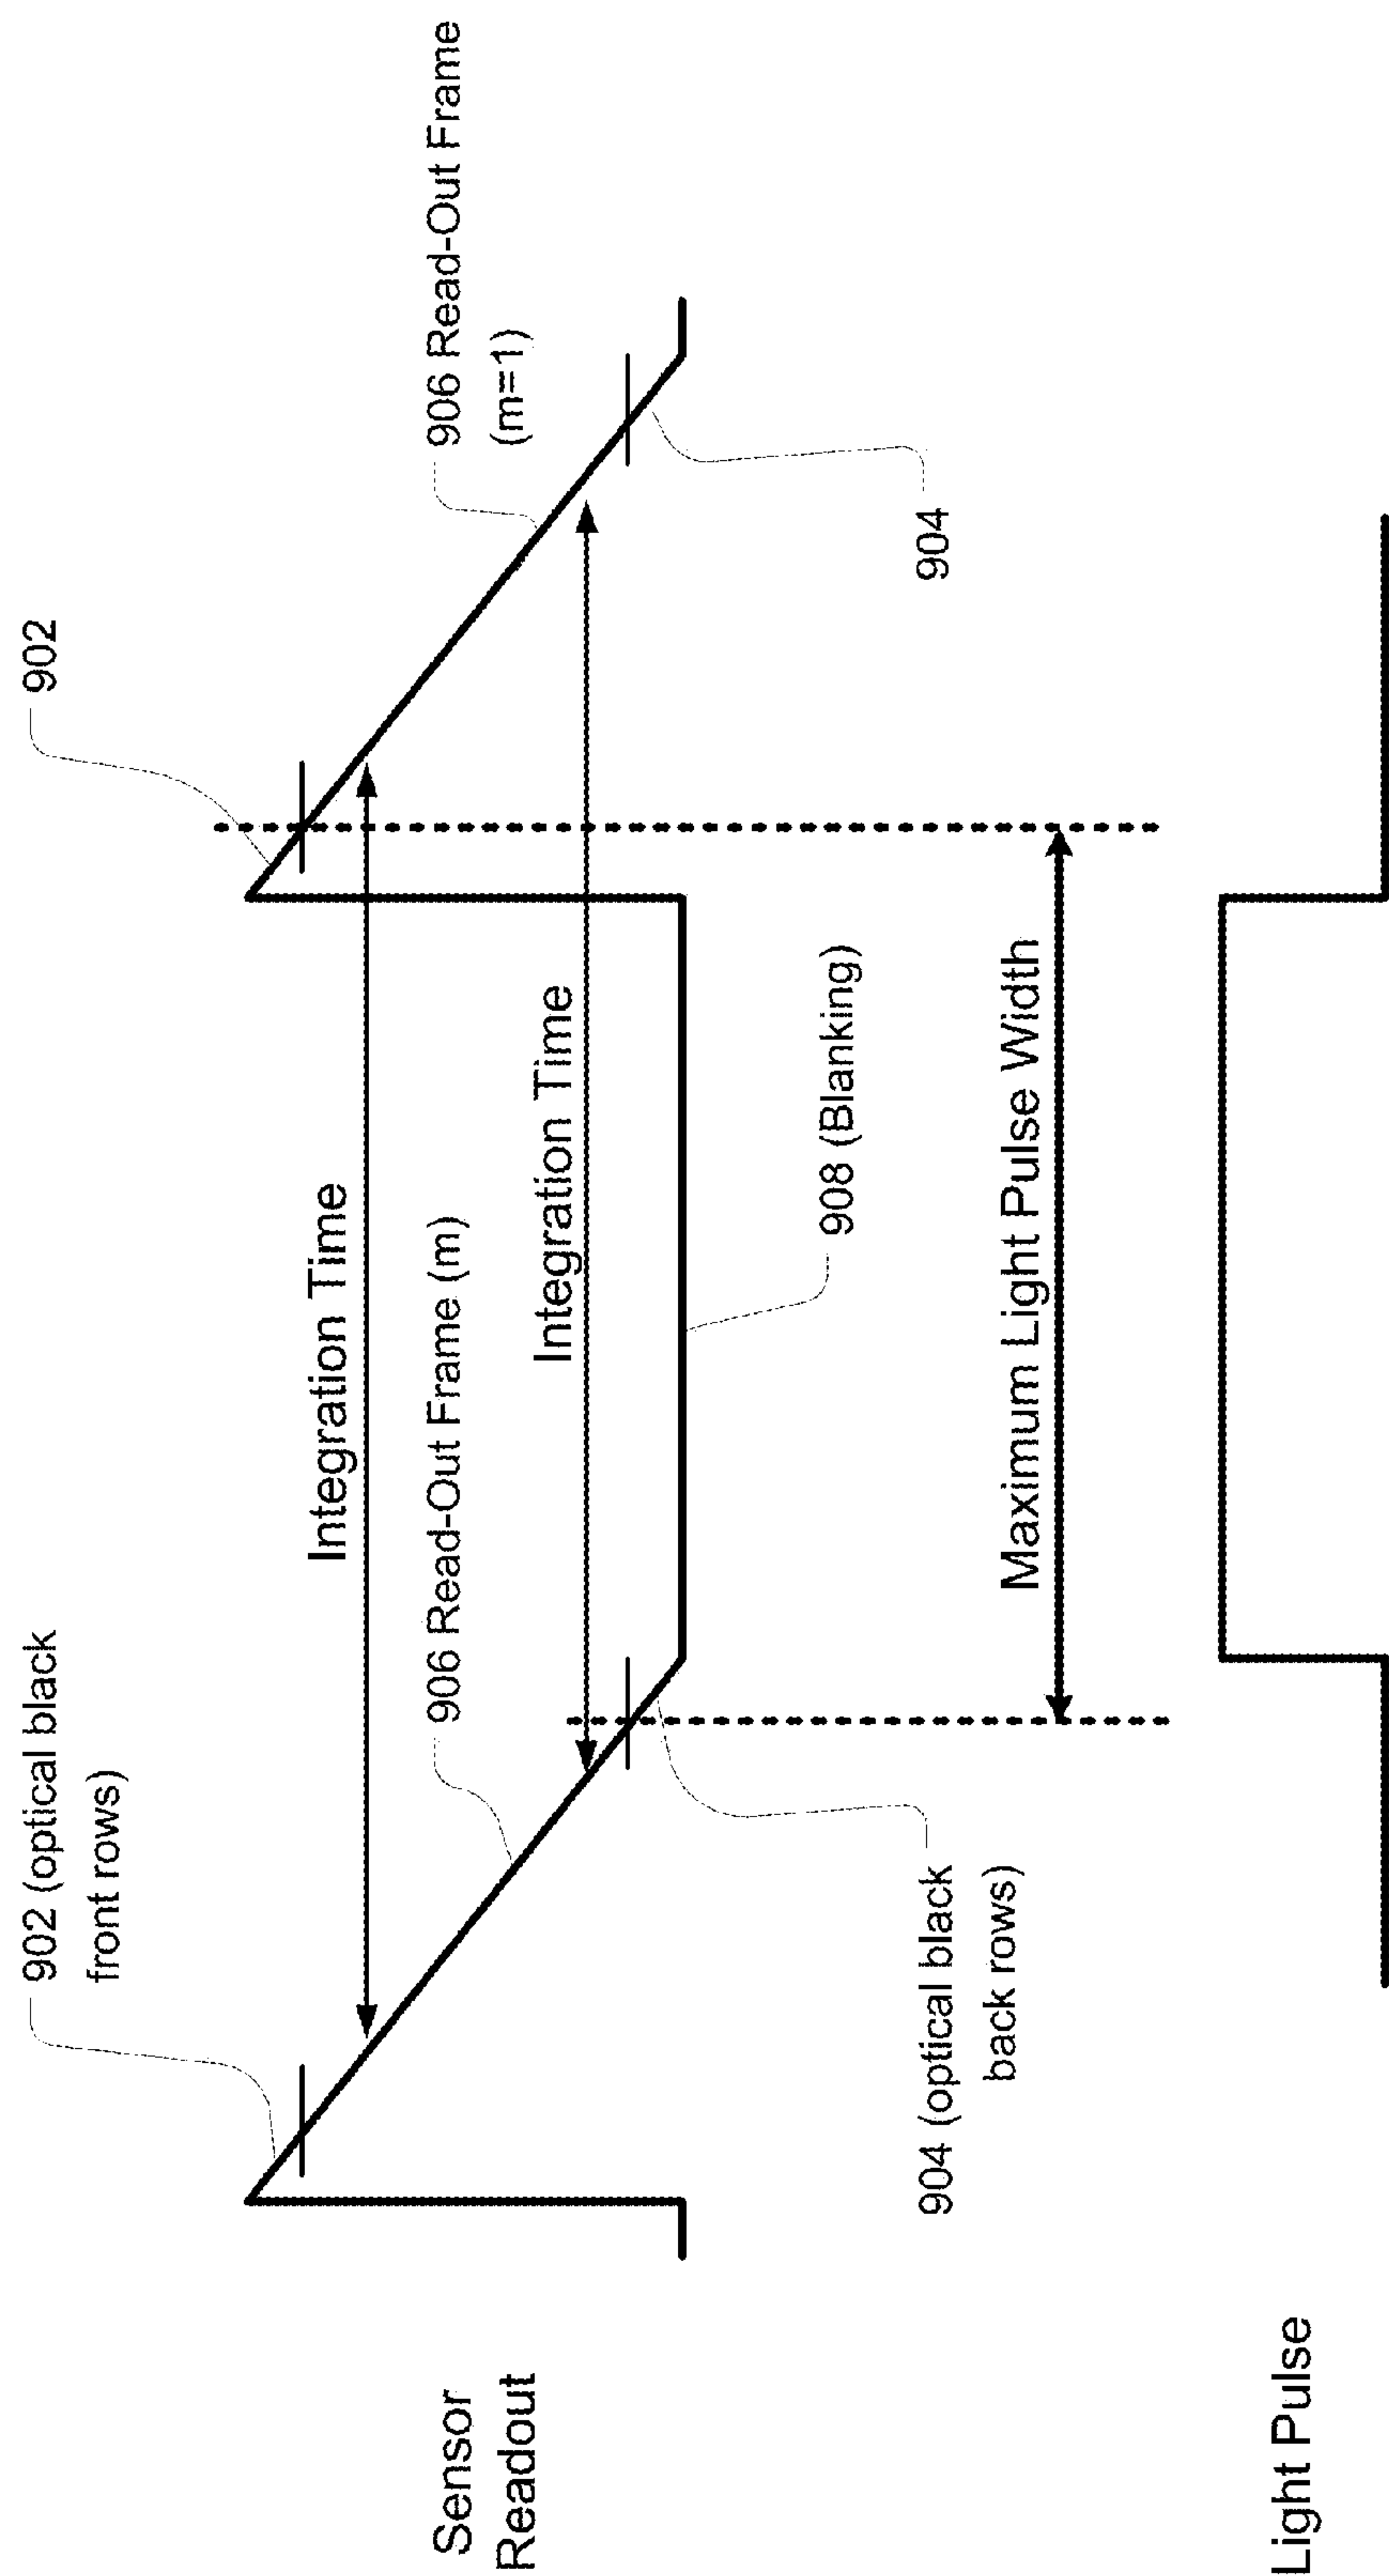 902 (optical black
front rows)
902
Integration Time
906 Read-Out Frame (m)
906 Read-Out Frame
(m=1)
Sensor
Readout
Integration Time
908 (Blanking)
904 (optical black
back rows)
904
Maximum Light Pulse Width
Light Pulse